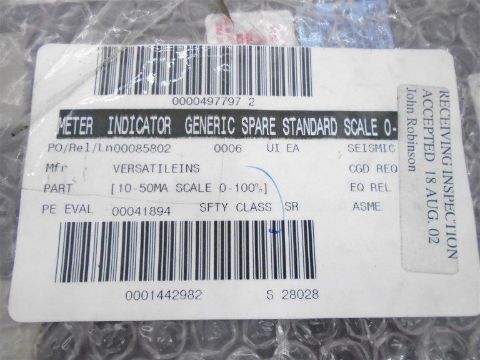 0000497797 2
METER INDICATOR GENERIC SPARE STANDARD SCALE 0-
PO/Rel/Ln00085802 0006 UI EA SEISMIC
Mfr VERSATILEINS CGD REQ
PART [10-50MA SCALE 0-100%] EQ REL
PE EVAL 00041894 SFTY CLASS SR ASME
0001442982 S 28028
RECEIVING INSPECTION
ACCEPTED 18 AUG. 02
John Robinson